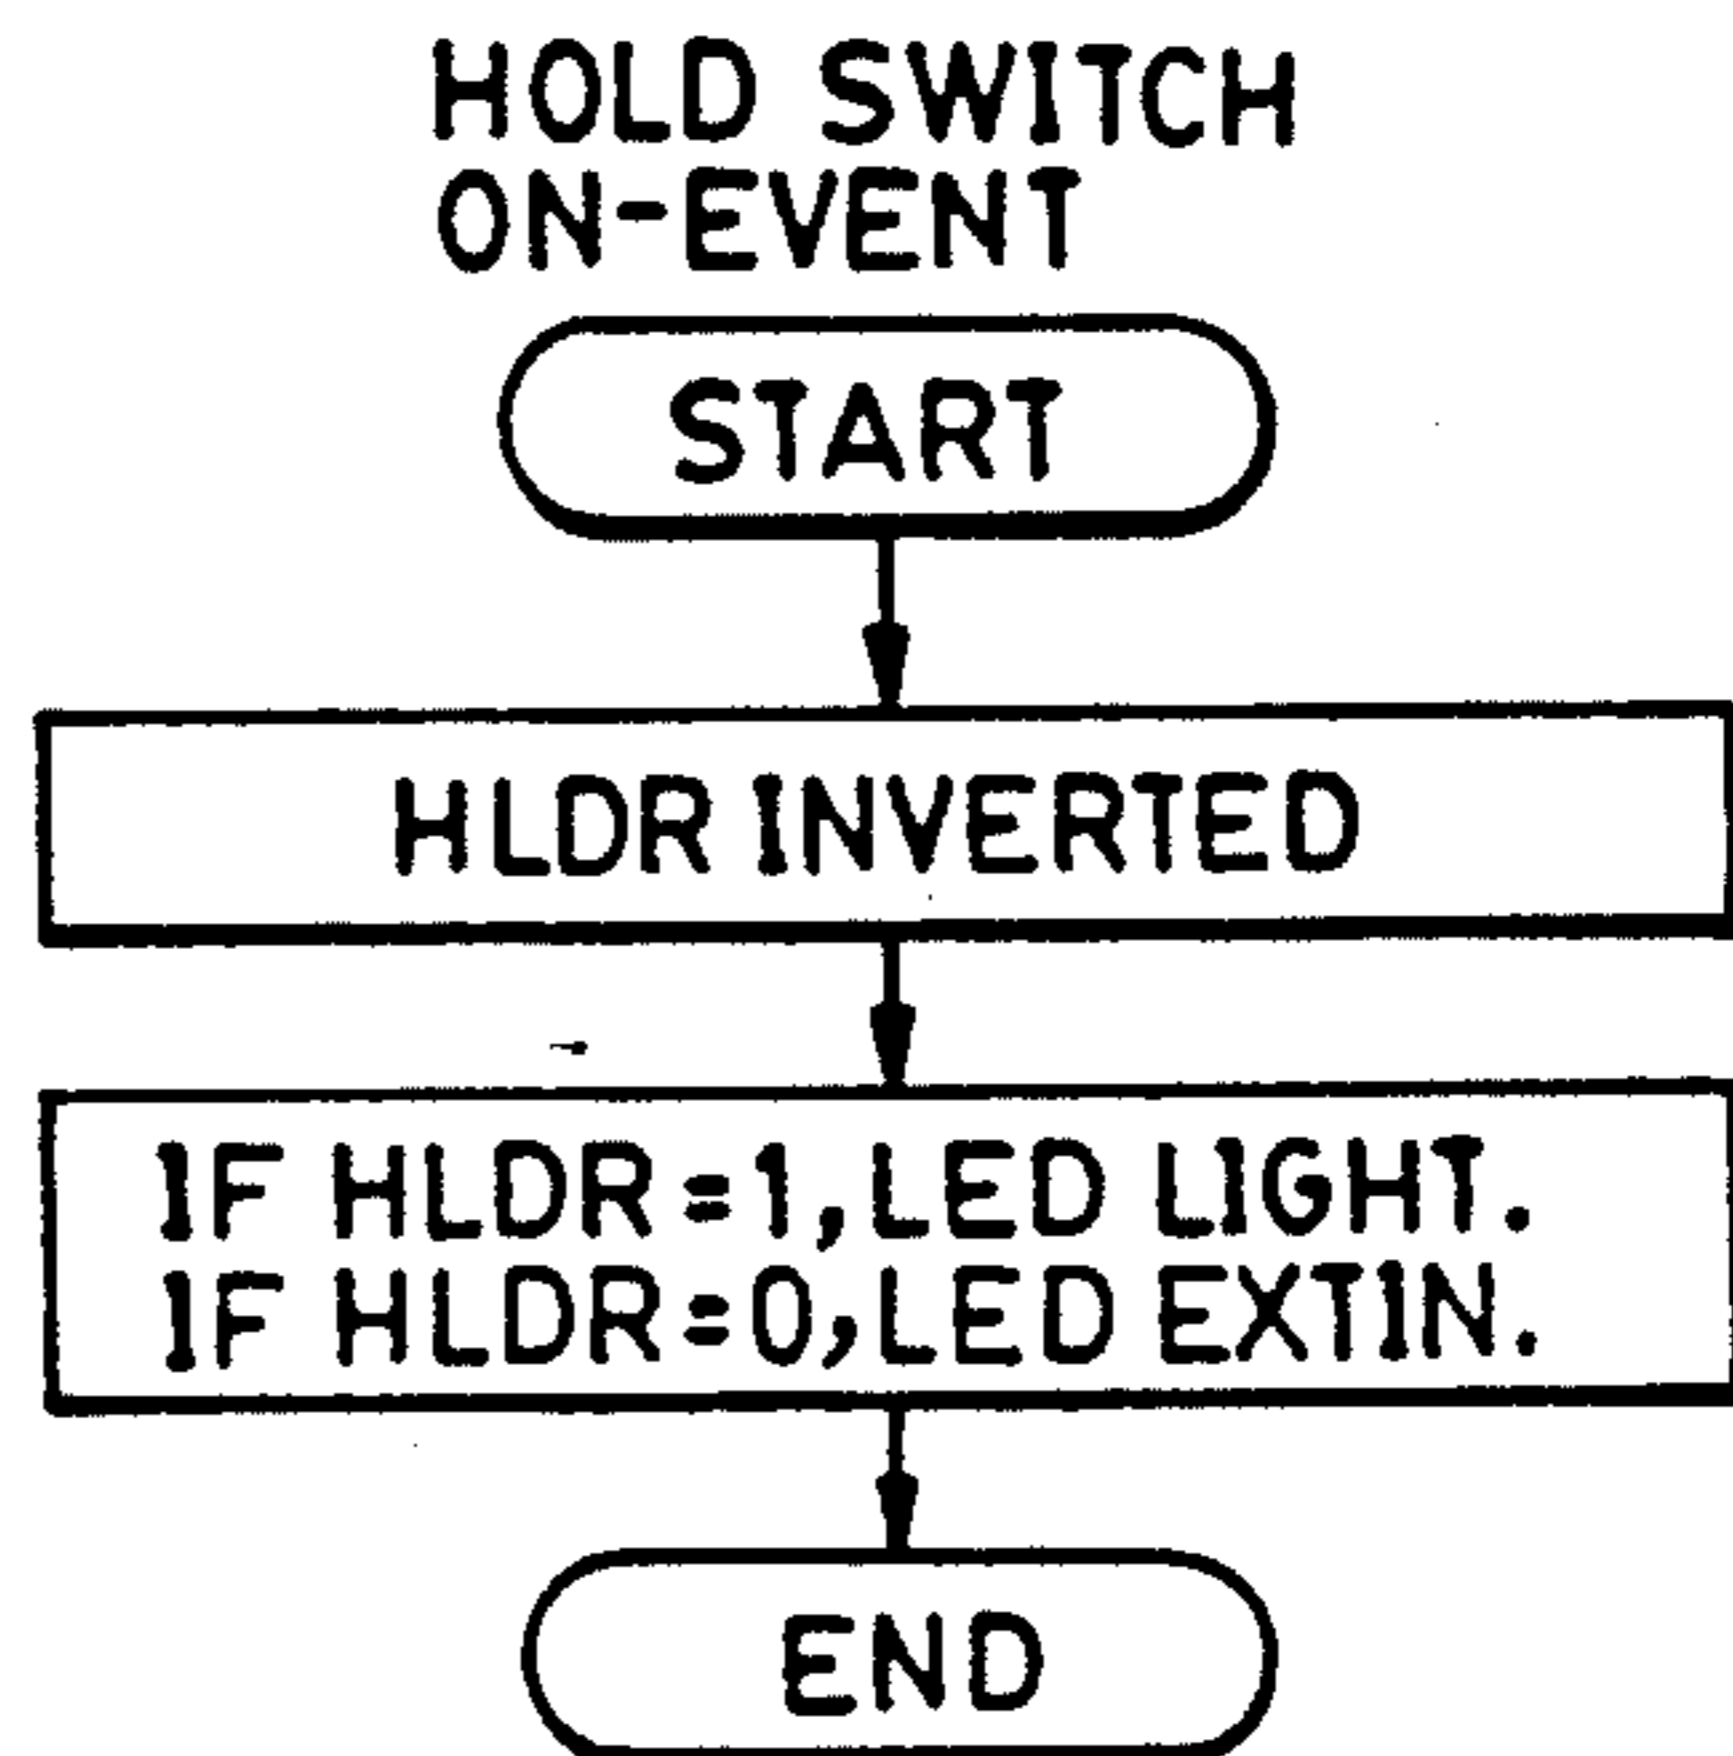 HOLD SWITCH
ON-EVENT
START
HLDR INVERTED
IF HLDR=1, LED LIGHT.
IF HLDR=0, LED EXTIN.
END